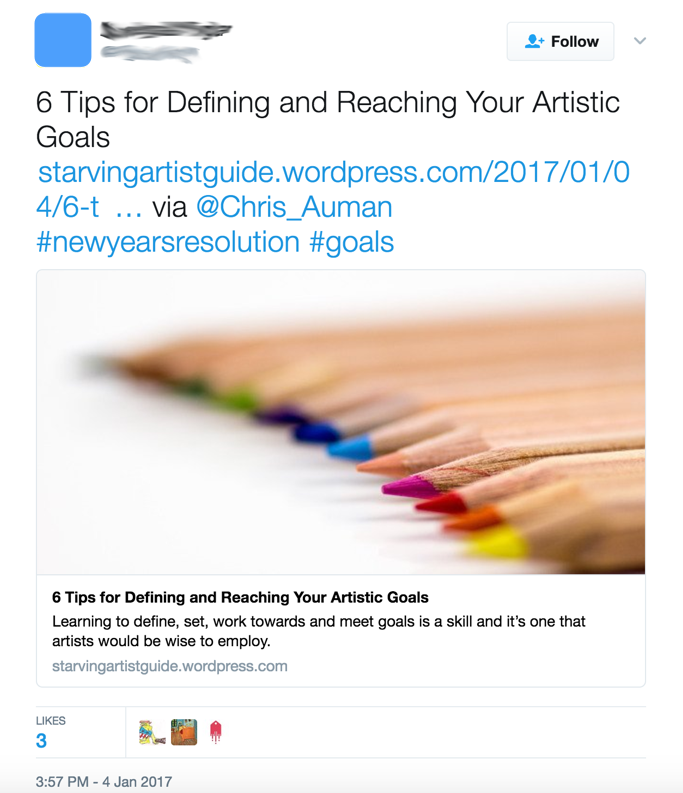 Follow
6 Tips for Defining and Reaching Your Artistic
Goals
starvingartistguide.wordpress.com/2017/01/0
4/6-t … via @Chris_Auman
#newyearsresolution #goals
6 Tips for Defining and Reaching Your Artistic Goals
Learning to define, set, work towards and meet goals is a skill and it's one that
artists would be wise to employ.
starvingartistguide.wordpress.com
LIKES
3
3:57 PM - 4 Jan 2017